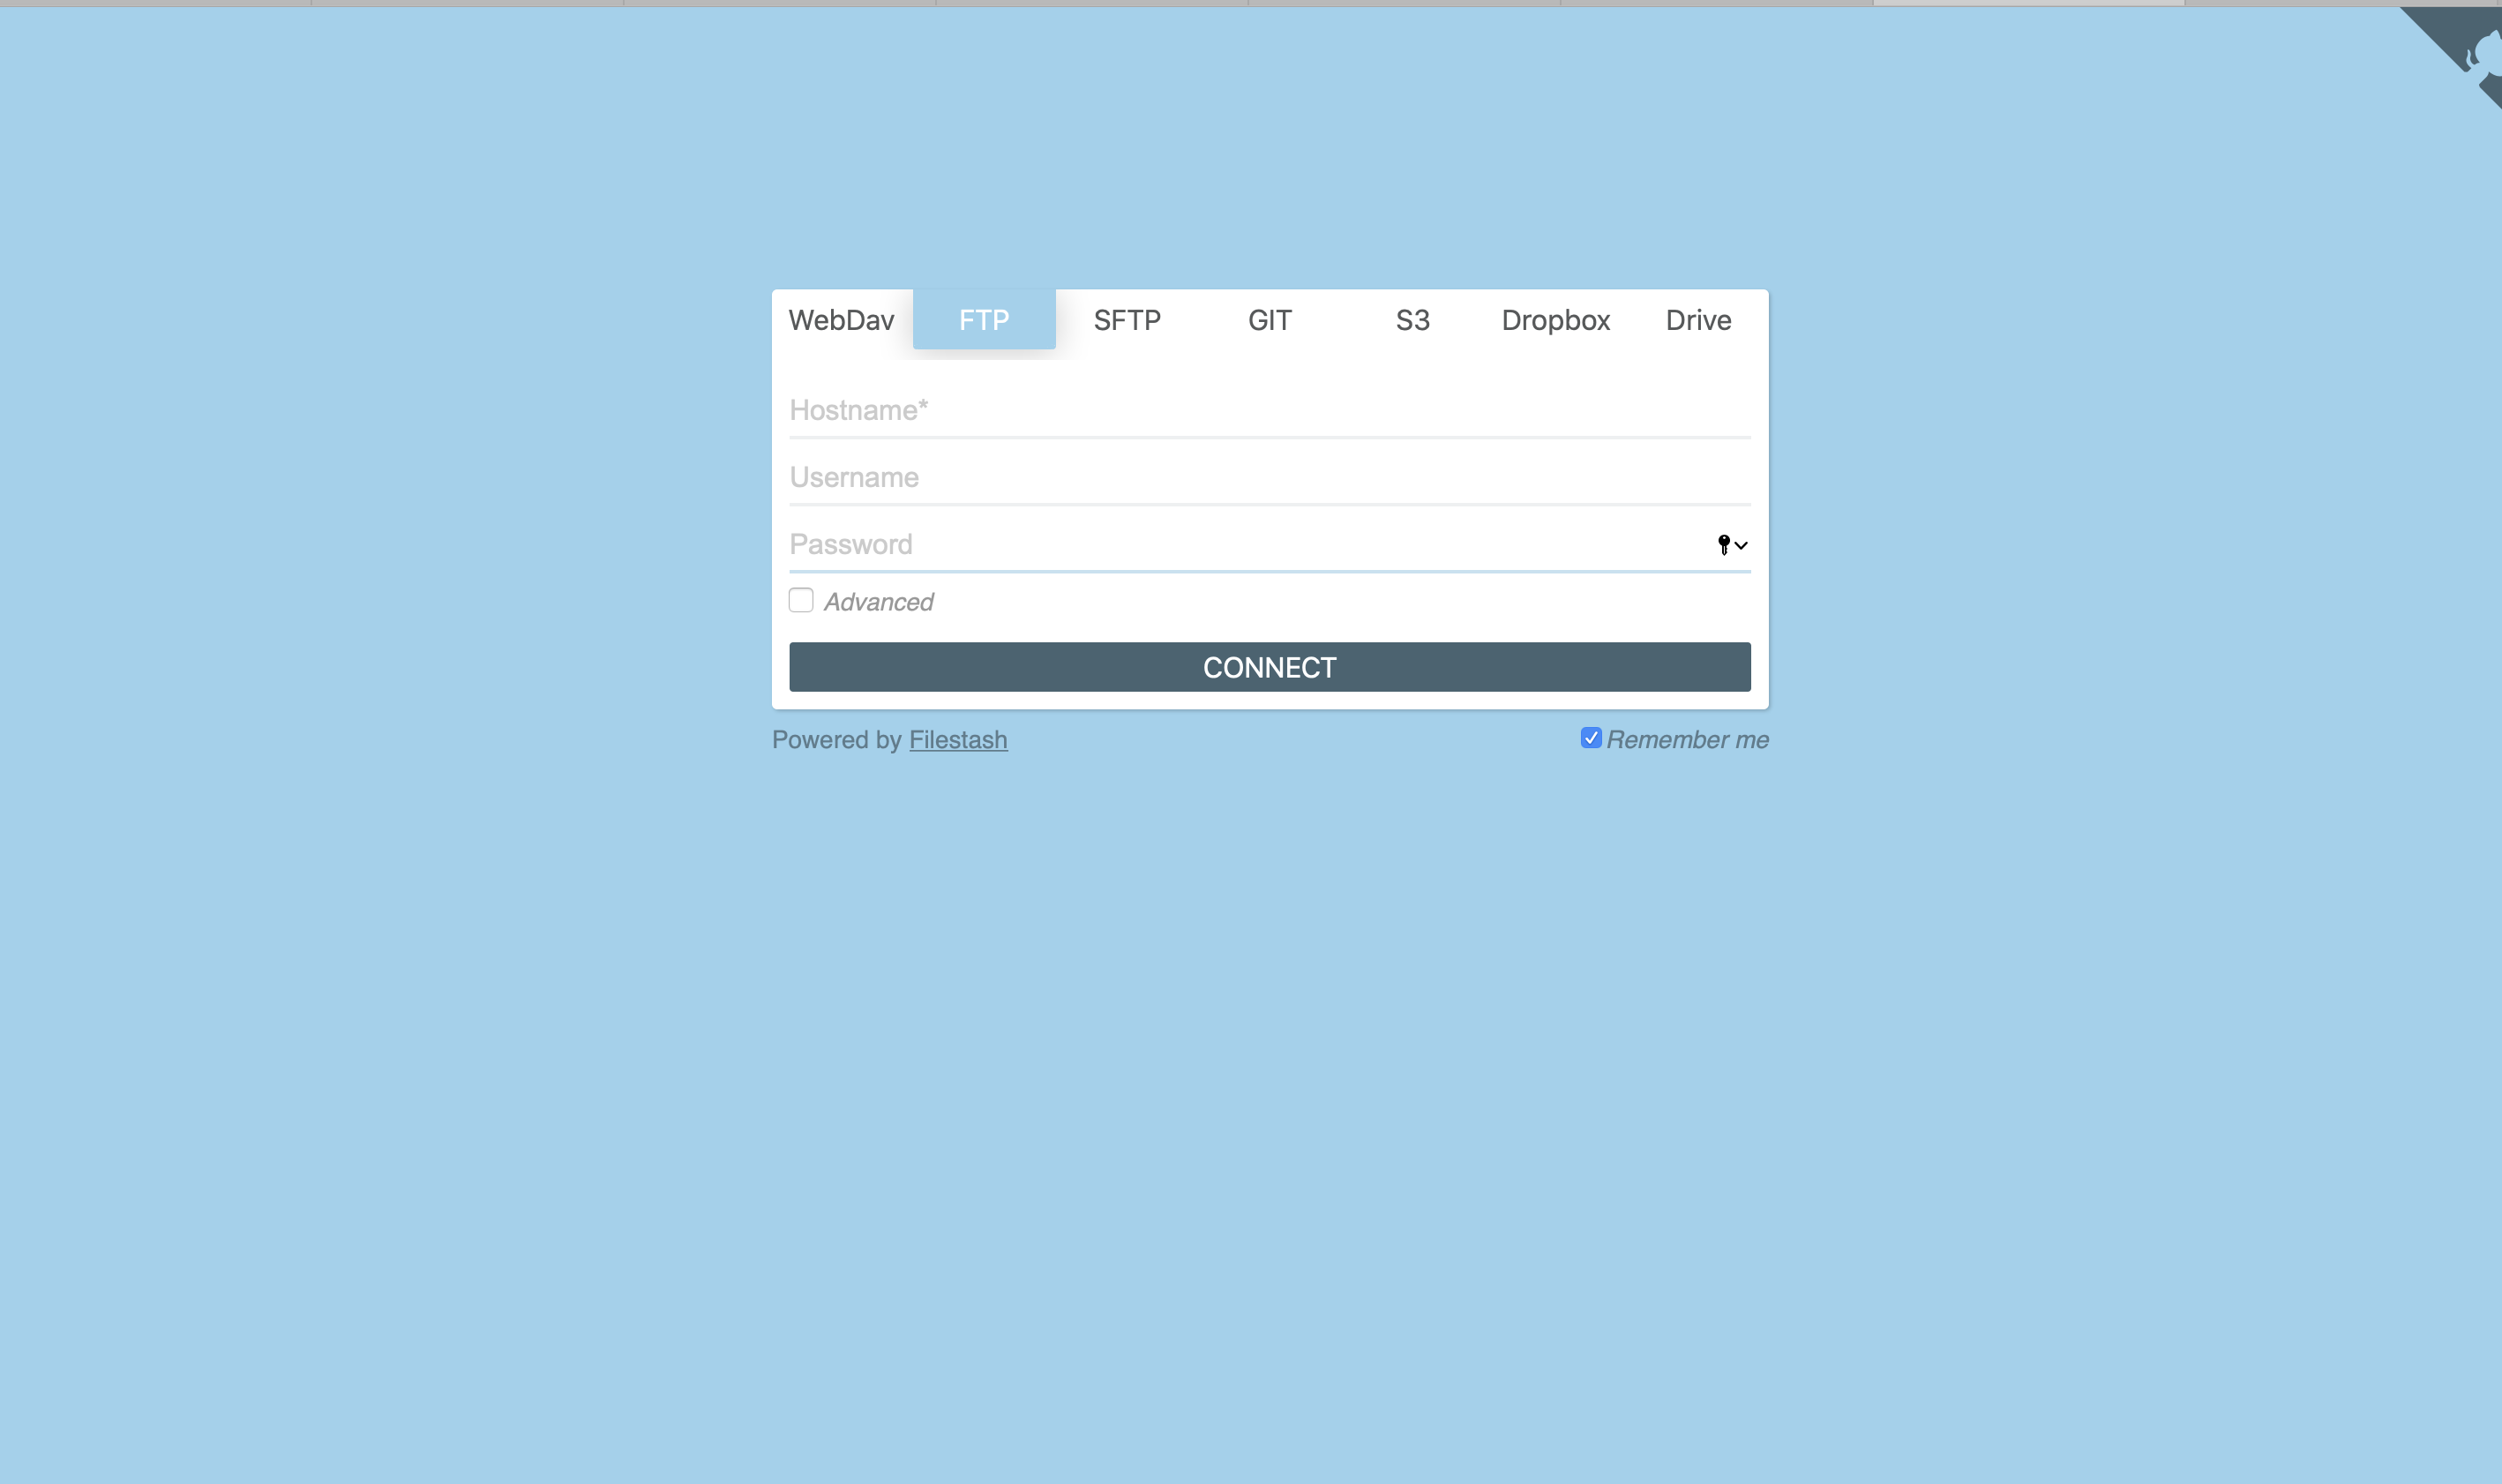 WebDav FTP SFTP GIT S3 Dropbox Drive
Hostname*
Username
Password
Advanced
CONNECT
Powered by Filestash Remember me